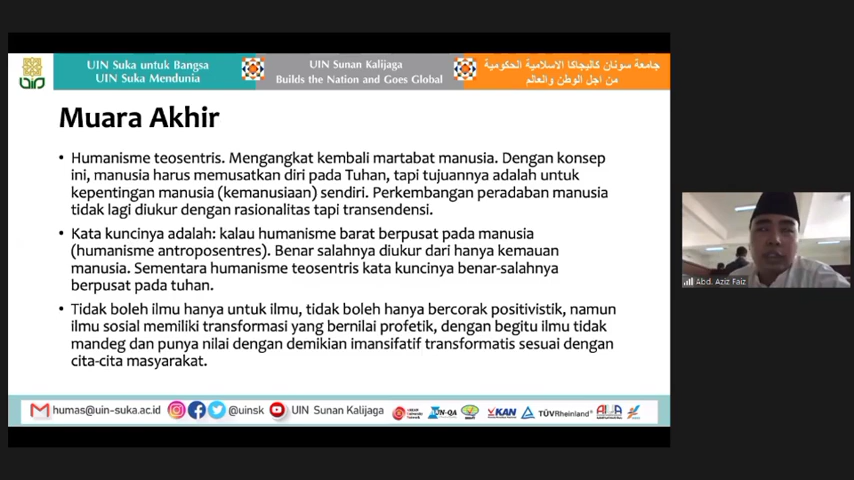 UIN Suka untuk Bangsa
UIN Suka Mendunia
UIN Sunan Kalijaga
Builds the Nation and Goes Global
جامعة سونان كاليجاكا الاسلامية الحكومية
من اجل الوطن والعالم
Muara Akhir
• Humanisme teosentris. Mengangkat kembali martabat manusia. Dengan konsep
ini, manusia harus memusatkan diri pada Tuhan, tapi tujuannya adalah untuk
kepentingan manusia (kemanusiaan) sendiri. Perkembangan peradaban manusia
tidak lagi diukur dengan rasionalitas tapi transendensi.
• Kata kuncinya adalah: kalau humanisme barat berpusat pada manusia
(humanisme antroposentres). Benar salahnya diukur dari hanya kemauan
manusia. Sementara humanisme teosentris kata kuncinya benar-salahnya
berpusat pada tuhan.
• Tidak boleh ilmu hanya untuk ilmu, tidak boleh hanya bercorak positivistik, namun
ilmu sosial memiliki transformasi yang bernilai profetik, dengan begitu ilmu tidak
mandeg dan punya nilai dengan demikian imansifatif transformatis sesuai dengan
cita-cita masyarakat.
Abd. Aziz Faiz
humas@uin-suka.ac.id
@uinsk
UIN Sunan Kalijaga
UN-QA
KAN
TÜVRheinland